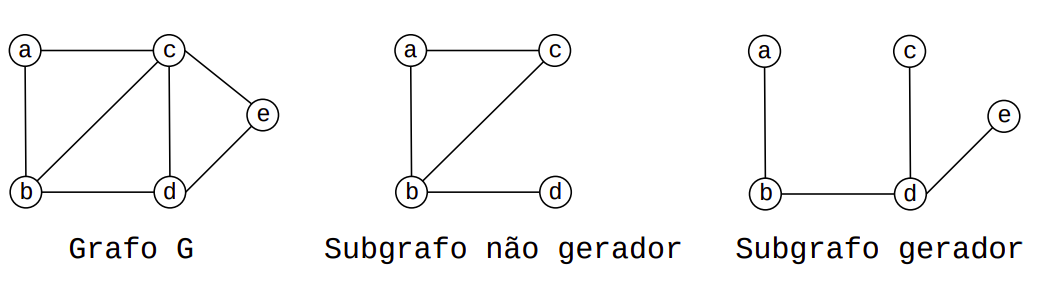 a c e b d
a c b d
a c e b d
Grafo G
Subgrafo não gerador
Subgrafo gerador